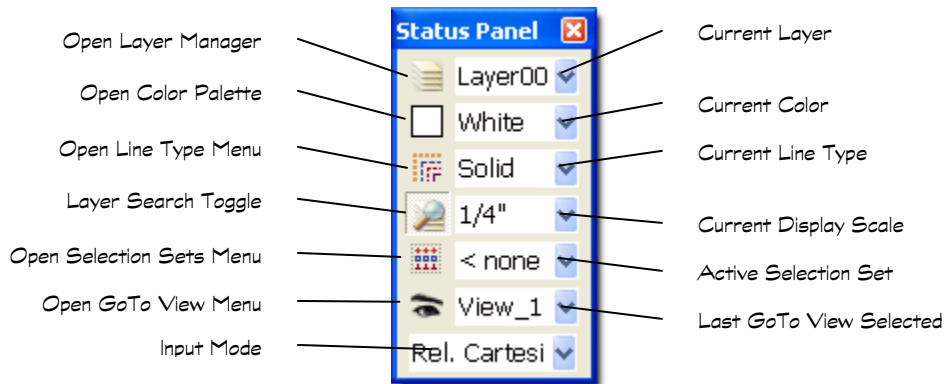 Status Panel
Open Layer Manager
Layer00
Current Layer
Open Color Palette
White
Current Color
Open Line Type Menu
Solid
Current Line Type
Layer Search Toggle
1/4"
Current Display Scale
Open Selection Sets Menu
< none
Active Selection Set
Open GoTo View Menu
View_1
Last GoTo View Selected
Input Mode
Rel. Cartesi